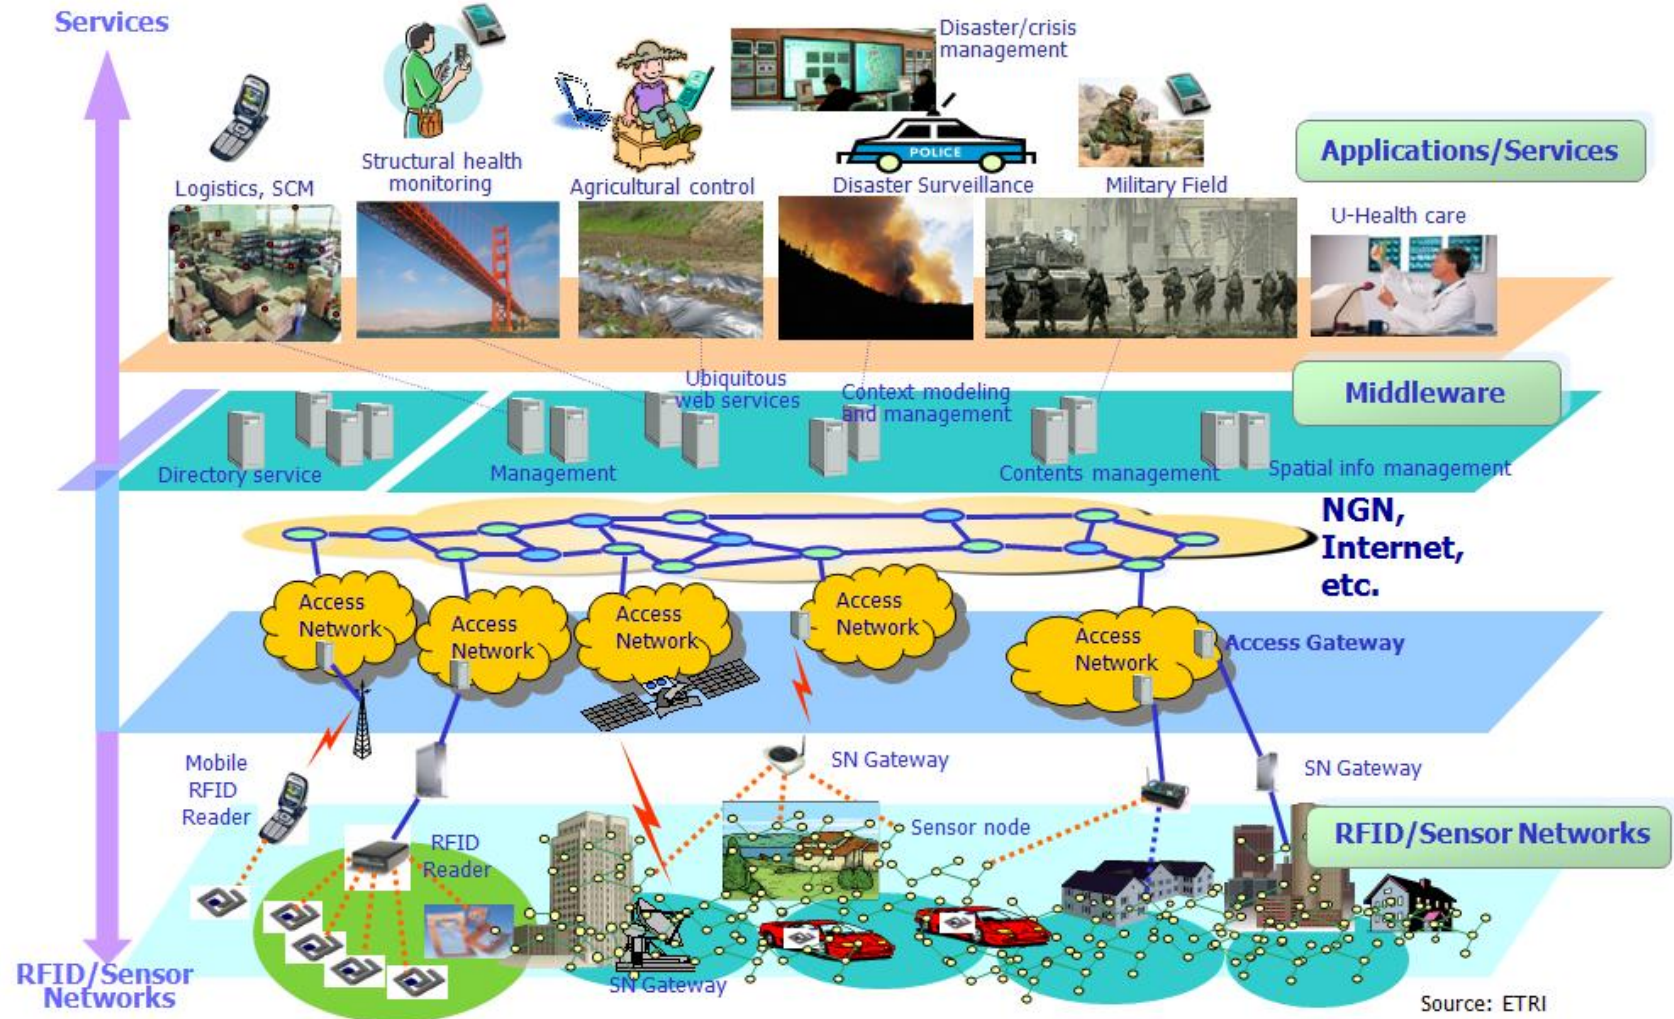 Services
Disaster/crisis
management
Structural health
monitoring
POLICE
Applications/Services
Logistics, SCM
Agricultural control
Disaster Surveillance
Military Field
U-Health care
Ubiquitous
web services
Context modeling
and management
Middleware
Directory service
Management
Contents management
Spatial info management
NGN,
Internet,
etc.
Access
Network
Access
Network
Access
Network
Access
Network
Access
Network
Access Gateway
Mobile
RFID
Reader
SN Gateway
SN Gateway
RFID
Reader
Sensor node
RFID/Sensor Networks
RFID/Sensor
Networks
SN Gateway
Source: ETRI